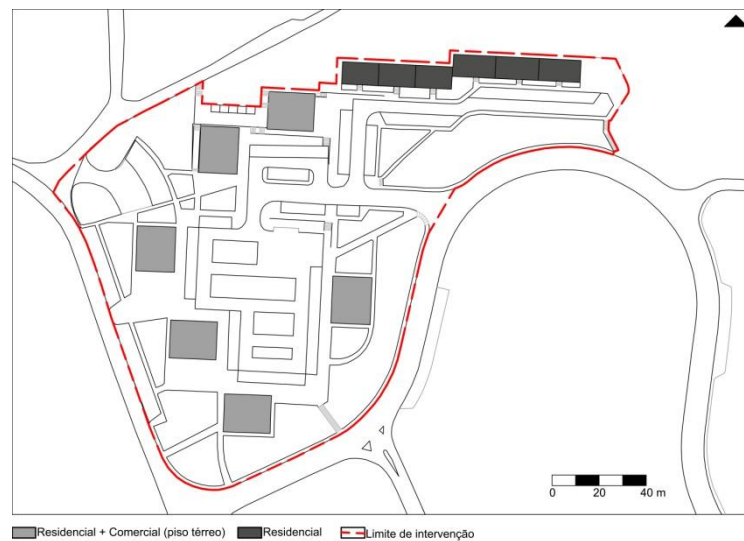 0 20 40 m
Residencial + Comercial (piso térreo) Residencial Limite de intervenção